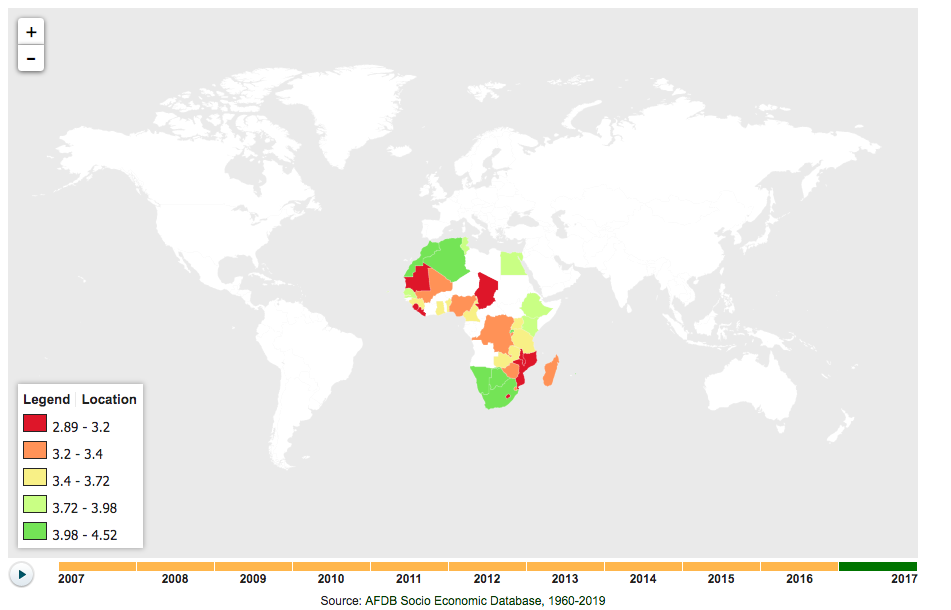 +
-
Legend Location
2.89 - 3.2
3.2 - 3.4
3.4 - 3.72
3.72 - 3.98
3.98 - 4.52
2007 2008 2009 2010 2011 2012 2013 2014 2015 2016 2017
Source: AFDB Socio Economic Database, 1960-2019